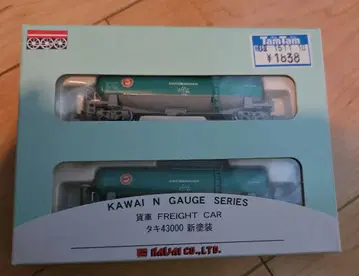 TamTam
¥1838
KAWAI N GAUGE SERIES
貨車 FREIGHT CAR
タキ43000 新塗装
KAWAI CO., LTD.